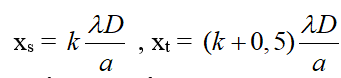 xₛ = k λD/a , xₜ = (k + 0,5) λD/a